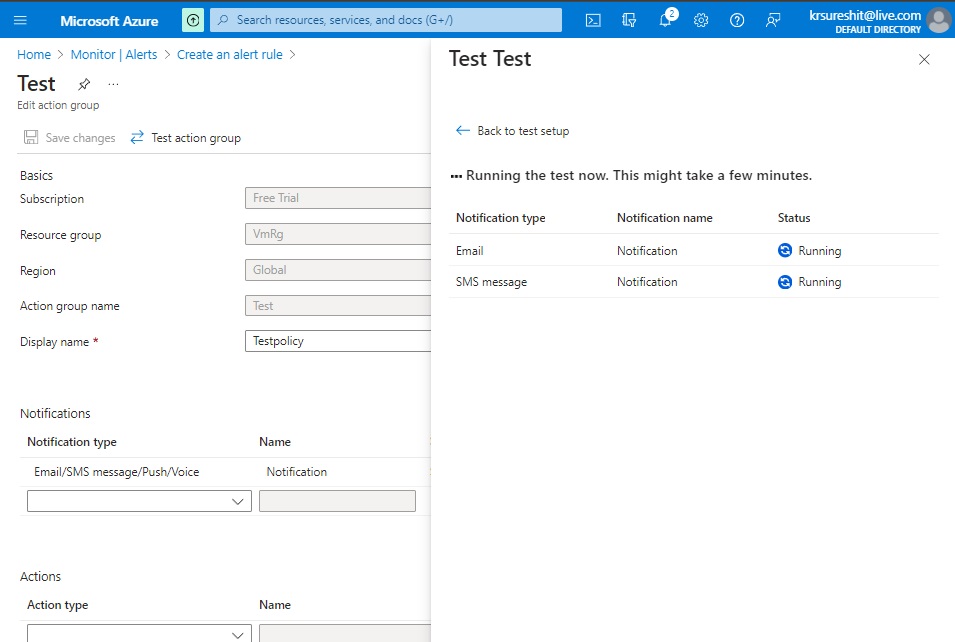 Microsoft Azure
Search resources, services, and docs (G+/)
2
krsureshit@live.com
DEFAULT DIRECTORY
Home > Monitor | Alerts > Create an alert rule >
Test
...
Edit action group
Save changes
Test action group
Basics
Subscription
Free Trial
Resource group
VmRg
Region
Global
Action group name
Test
Display name *
Testpolicy
Notifications
Notification type Name
Email/SMS message/Push/Voice Notification
Actions
Action type Name
Test Test
Back to test setup
Running the test now. This might take a few minutes.
Notification type Notification name Status
Email Notification Running
SMS message Notification Running